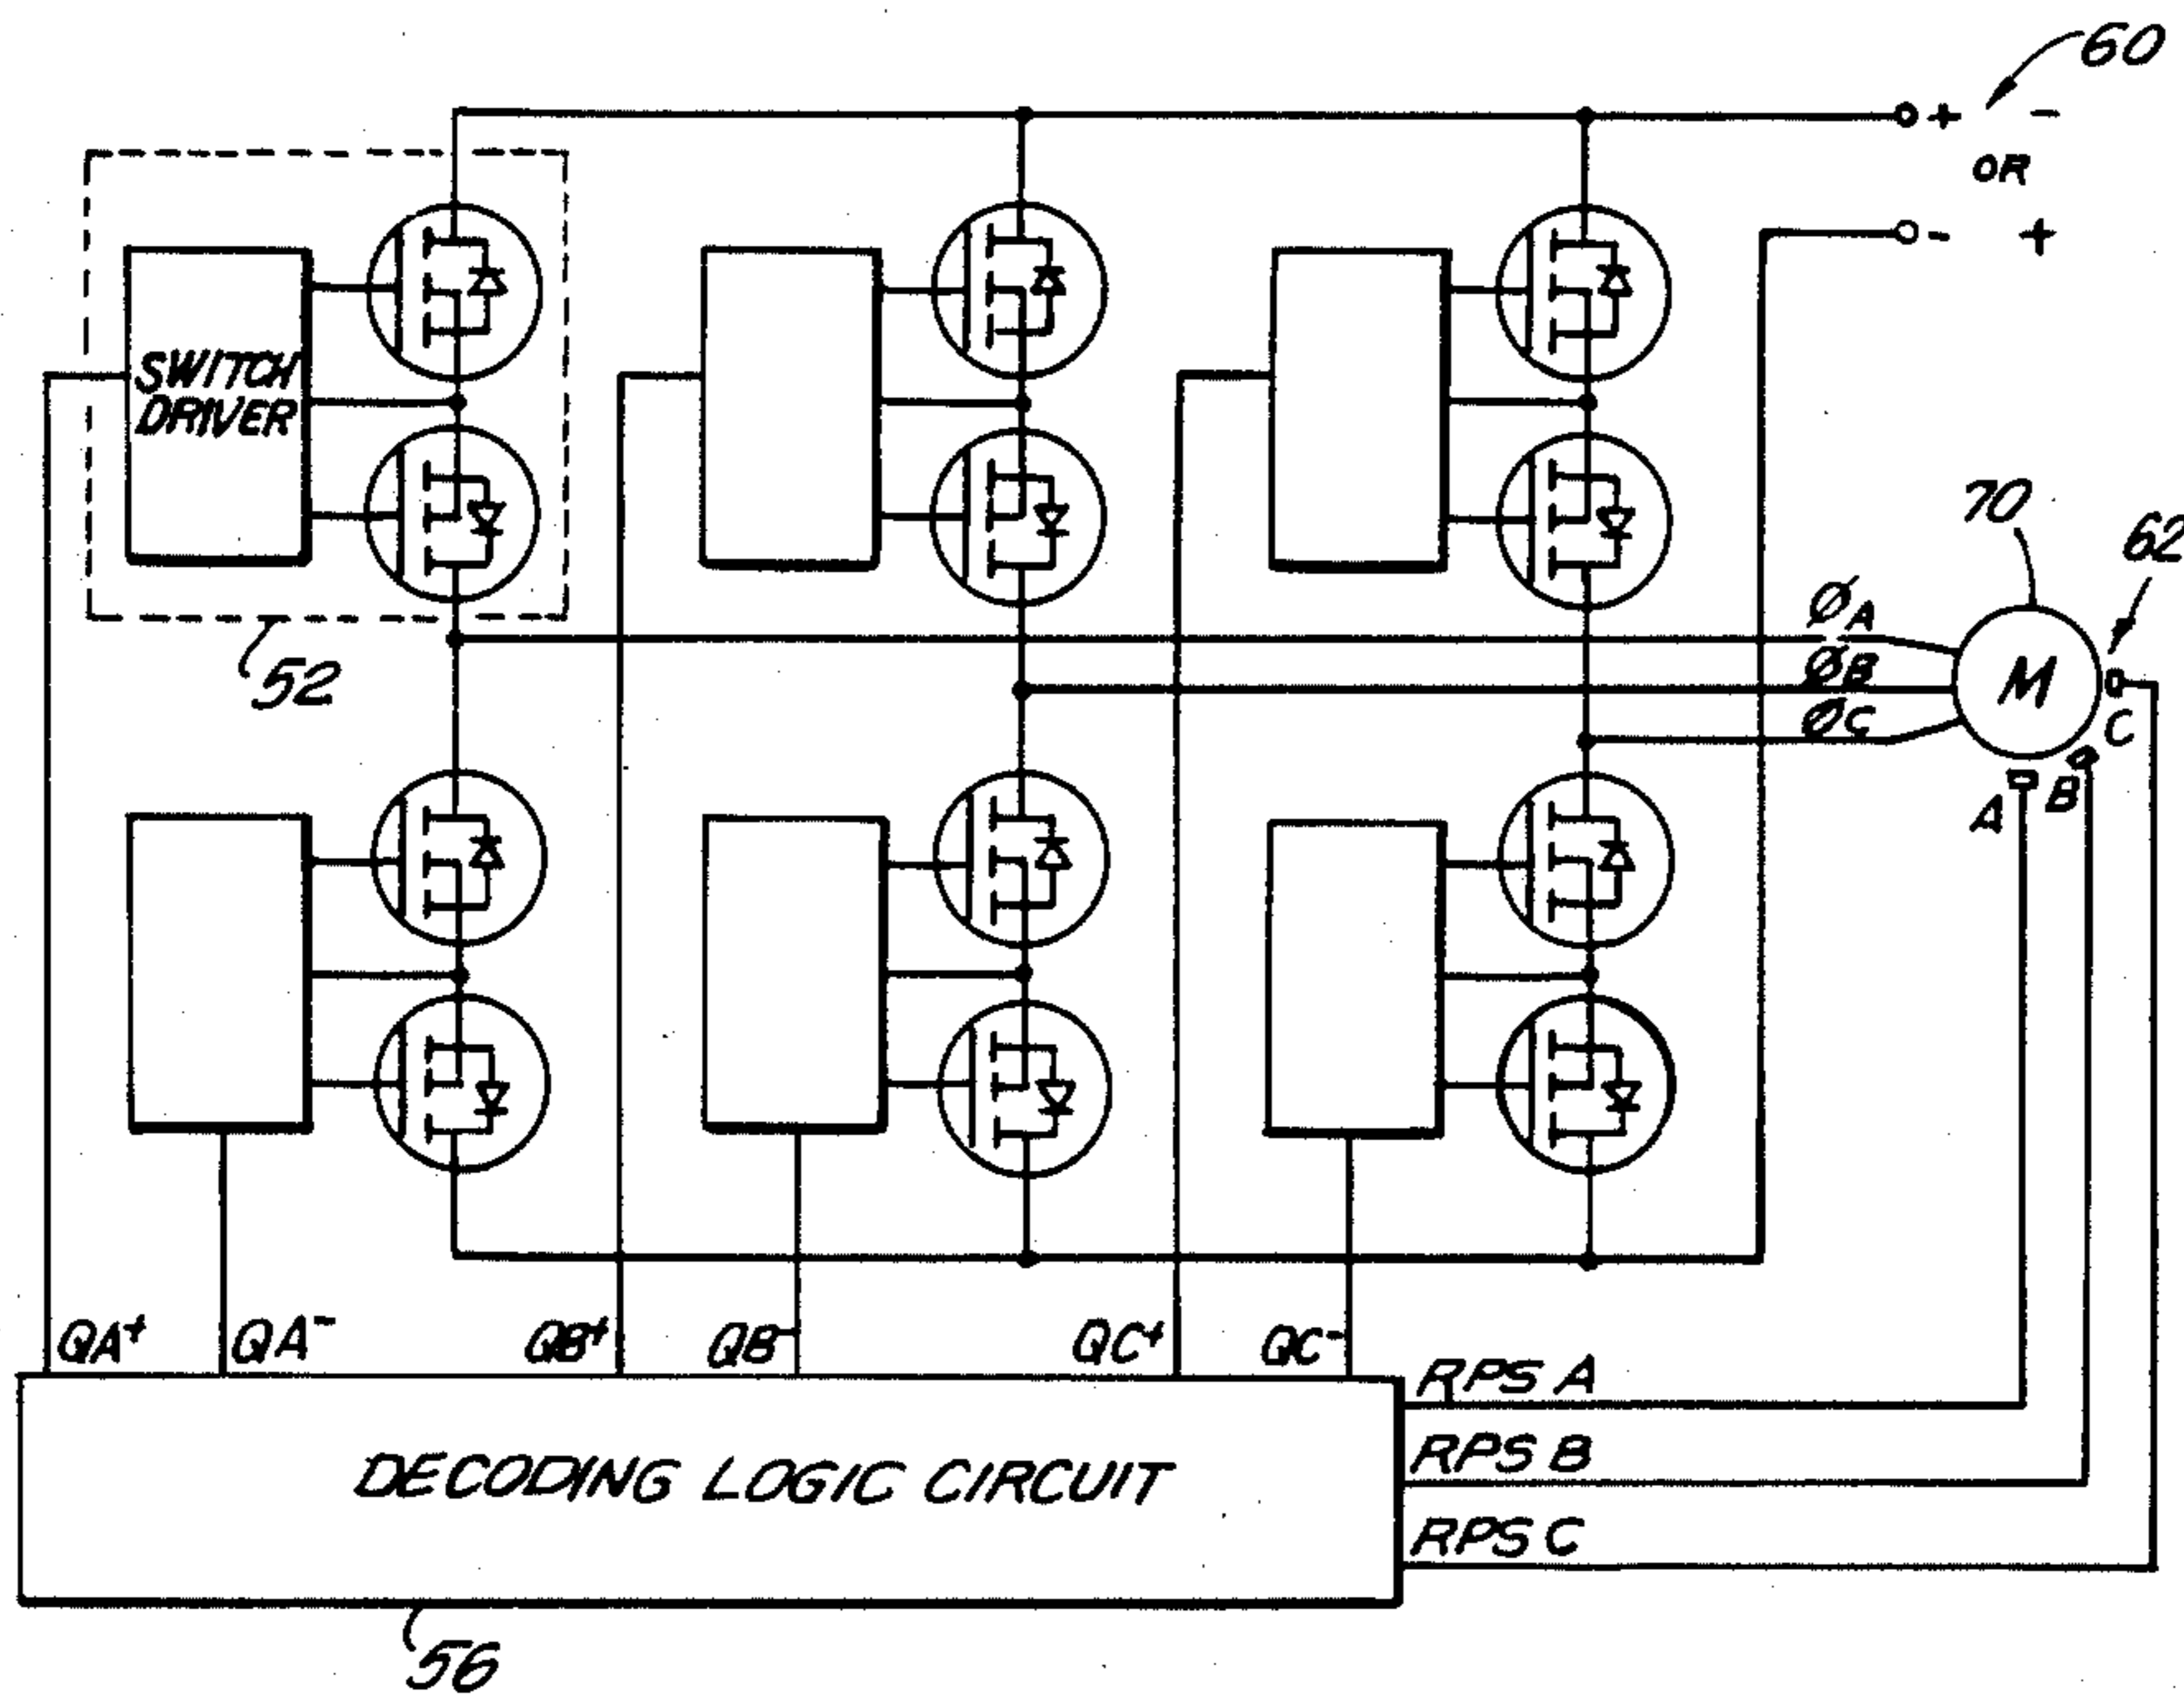 60
+ -
OR
- +
SWITCH
DRIVER
52
70
62
ØA
ØB
ØC
M
C
B
A
QA+
QA-
QB+
QB-
QC+
QC-
RPS A
RPS B
RPS C
DECODING LOGIC CIRCUIT
56